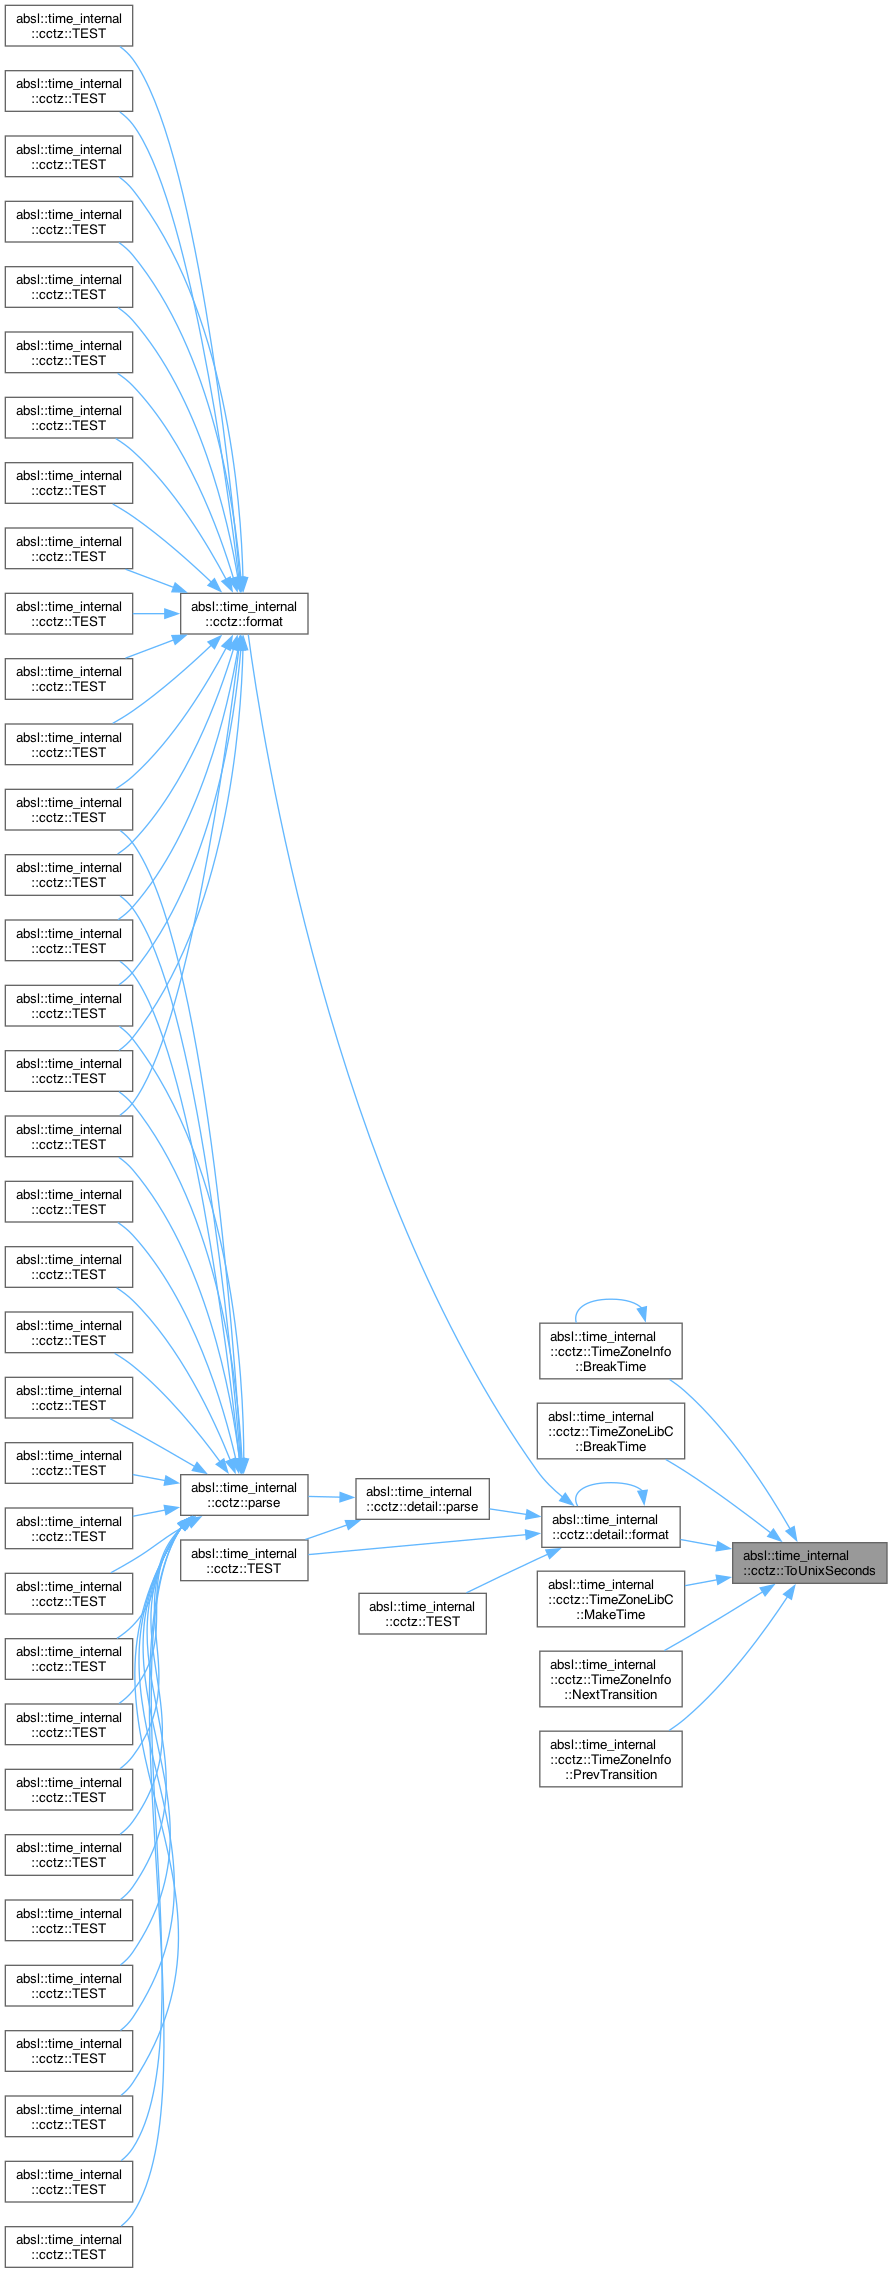 absl::time_internal
::cctz::TEST
absl::time_internal
::cctz::TEST
absl::time_internal
::cctz::TEST
absl::time_internal
::cctz::TEST
absl::time_internal
::cctz::TEST
absl::time_internal
::cctz::TEST
absl::time_internal
::cctz::TEST
absl::time_internal
::cctz::TEST
absl::time_internal
::cctz::TEST
absl::time_internal
::cctz::TEST
absl::time_internal
::cctz::TEST
absl::time_internal
::cctz::TEST
absl::time_internal
::cctz::TEST
absl::time_internal
::cctz::TEST
absl::time_internal
::cctz::TEST
absl::time_internal
::cctz::TEST
absl::time_internal
::cctz::TEST
absl::time_internal
::cctz::TEST
absl::time_internal
::cctz::TEST
absl::time_internal
::cctz::TEST
absl::time_internal
::cctz::TEST
absl::time_internal
::cctz::TEST
absl::time_internal
::cctz::TEST
absl::time_internal
::cctz::TEST
absl::time_internal
::cctz::TEST
absl::time_internal
::cctz::TEST
absl::time_internal
::cctz::TEST
absl::time_internal
::cctz::TEST
absl::time_internal
::cctz::TEST
absl::time_internal
::cctz::TEST
absl::time_internal
::cctz::TEST
absl::time_internal
::cctz::TEST
absl::time_internal
::cctz::TEST
absl::time_internal
::cctz::TEST
absl::time_internal
::cctz::TEST
absl::time_internal
::cctz::format
absl::time_internal
::cctz::parse
absl::time_internal
::cctz::TEST
absl::time_internal
::cctz::detail::parse
absl::time_internal
::cctz::TEST
absl::time_internal
::cctz::TimeZoneInfo
::BreakTime
absl::time_internal
::cctz::TimeZoneLibC
::BreakTime
absl::time_internal
::cctz::detail::format
absl::time_internal
::cctz::TimeZoneLibC
::MakeTime
absl::time_internal
::cctz::TimeZoneInfo
::NextTransition
absl::time_internal
::cctz::TimeZoneInfo
::PrevTransition
absl::time_internal
::cctz::ToUnixSeconds